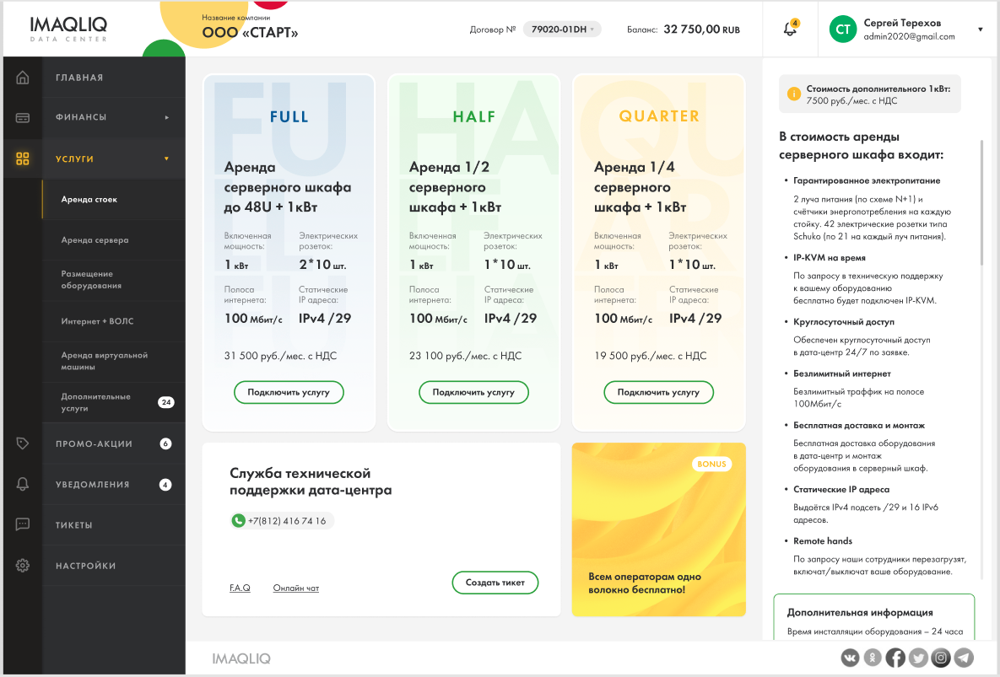 IMAQLIQ
DATA CENTER
Название компании
ООО «СТАРТ»
Договор №
79020-01DH
Баланс:
32 750,00 RUB
4
СТ
Сергей Терехов
admin2020@gmail.com
ГЛАВНАЯ
ФИНАНСЫ
УСЛУГИ
Аренда стоек
Аренда сервера
Размещение
оборудования
Интернет + ВОЛС
Аренда виртуальной
машины
Дополнительные
услуги
24
ПРОМО-АКЦИИ
6
УВЕДОМЛЕНИЯ
4
ТИКЕТЫ
НАСТРОЙКИ
FULL
Аренда
серверного шкафа
до 48U + 1кВт
Включенная
мощность:
1 кВт
Электрических
розеток:
2*10 шт.
Полоса
интернета:
100 Мбит/с
Статические
IP адреса:
IPv4 /29
31 500 руб./мес. с НДС
Подключить услугу
HALF
Аренда 1/2
серверного
шкафа + 1кВт
Включенная
мощность:
1 кВт
Электрических
розеток:
1*10 шт.
Полоса
интернета:
100 Мбит/с
Статические
IP адреса:
IPv4 /29
23 100 руб./мес. с НДС
Подключить услугу
QUARTER
Аренда 1/4
серверного
шкафа + 1кВт
Включенная
мощность:
1 кВт
Электрических
розеток:
1*10 шт.
Полоса
интернета:
100 Мбит/с
Статические
IP адреса:
IPv4 /29
19 500 руб./мес. с НДС
Подключить услугу
Служба технической
поддержки дата-центра
+7(812) 416 74 16
F.A.Q
Онлайн чат
Создать тикет
BONUS
Всем операторам одно
волокно бесплатно!
Стоимость дополнительного 1кВт:
7500 руб./мес. с НДС
В стоимость аренды
серверного шкафа входит:
• Гарантированное электропитание
2 луча питания (по схеме N+1) и
счётчики энергопотребления на каждую
стойку. 42 электрические розетки типа
Schuko (по 21 на каждый луч питания).
• IP-KVM на время
По запросу в техническую поддержку
к вашему оборудованию
бесплатно будет подключен IP-KVM.
• Круглосуточный доступ
Обеспечен круглосуточный доступ
в дата-центр 24/7 по заявке.
• Безлимитный интернет
Безлимитный траффик на полосе
100Мбит/с
• Бесплатная доставка и монтаж
Бесплатная доставка оборудования
в дата-центр и монтаж
оборудования в серверный шкаф.
• Статические IP адреса
Выдаётся IPv4 подсеть /29 и 16 IPv6
адресов.
• Remote hands
По запросу наши сотрудники перезагрузят,
включат/выключат ваше оборудование.
Дополнительная информация
Время инсталляции оборудования – 24 часа
IMAQLIQ